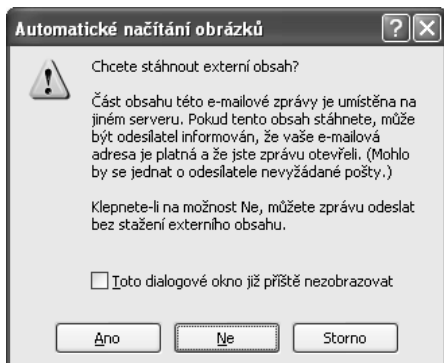 Automatické načítání obrázků
Chcete stáhnout externí obsah?
Část obsahu této e-mailové zprávy je umístěna na
jiném serveru. Pokud tento obsah stáhnete, může
být odesílatel informován, že vaše e-mailová
adresa je platná a že jste zprávu otevřeli. (Mohlo
by se jednat o odesílatele nevyžádané pošty.)
Klepnete-li na možnost Ne, můžete zprávu odeslat
bez stažení externího obsahu.
Toto dialogové okno již příště nezobrazovat
Ano Ne Storno